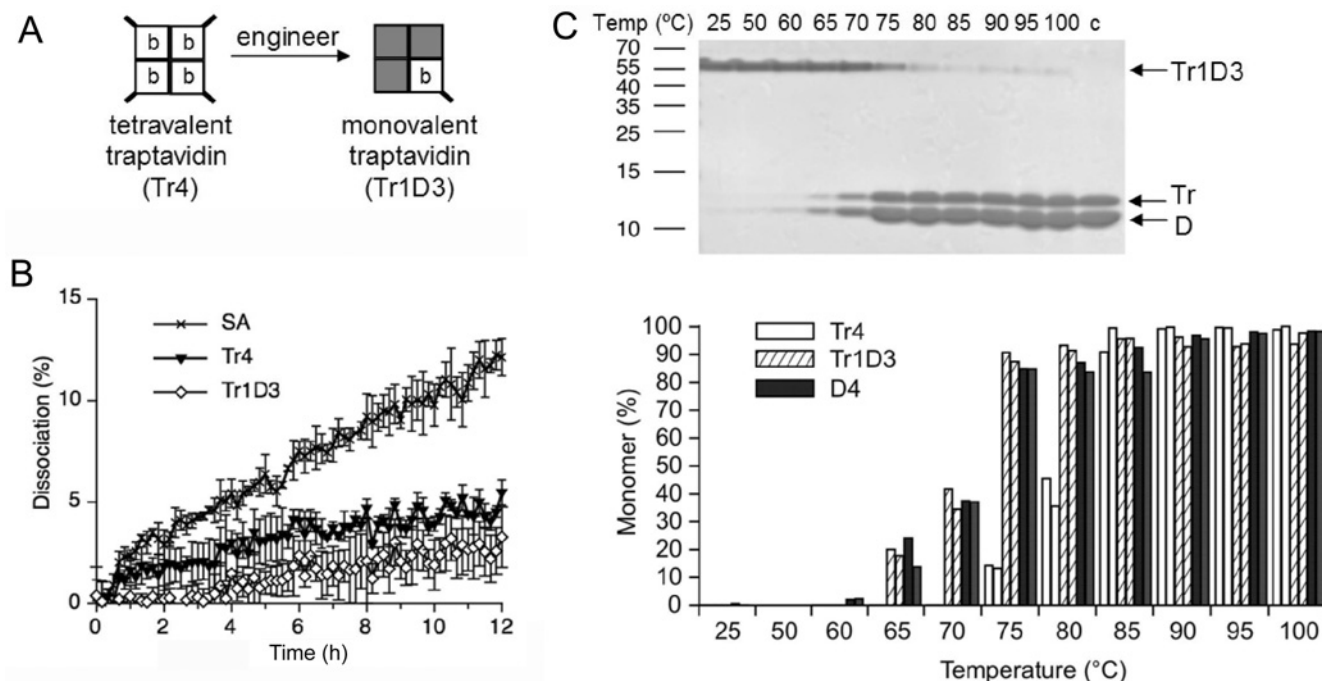 A
b b
b b
engineer
b
tetravalent
traptavidin
(Tr4)
monovalent
traptavidin
(Tr1D3)
B
15
10
5
0
Dissociation (%)
SA
Tr4
Tr1D3
0 2 4 6 8 10 12
Time (h)
C
Temp (ºC) 25 50 60 65 70 75 80 85 90 95 100 c
70
55
40
35
25
15
10
Tr1D3
Tr
D
100
90
80
70
60
50
40
30
20
10
0
Monomer (%)
Tr4
Tr1D3
D4
25 50 60 65 70 75 80 85 90 95 100
Temperature (°C)